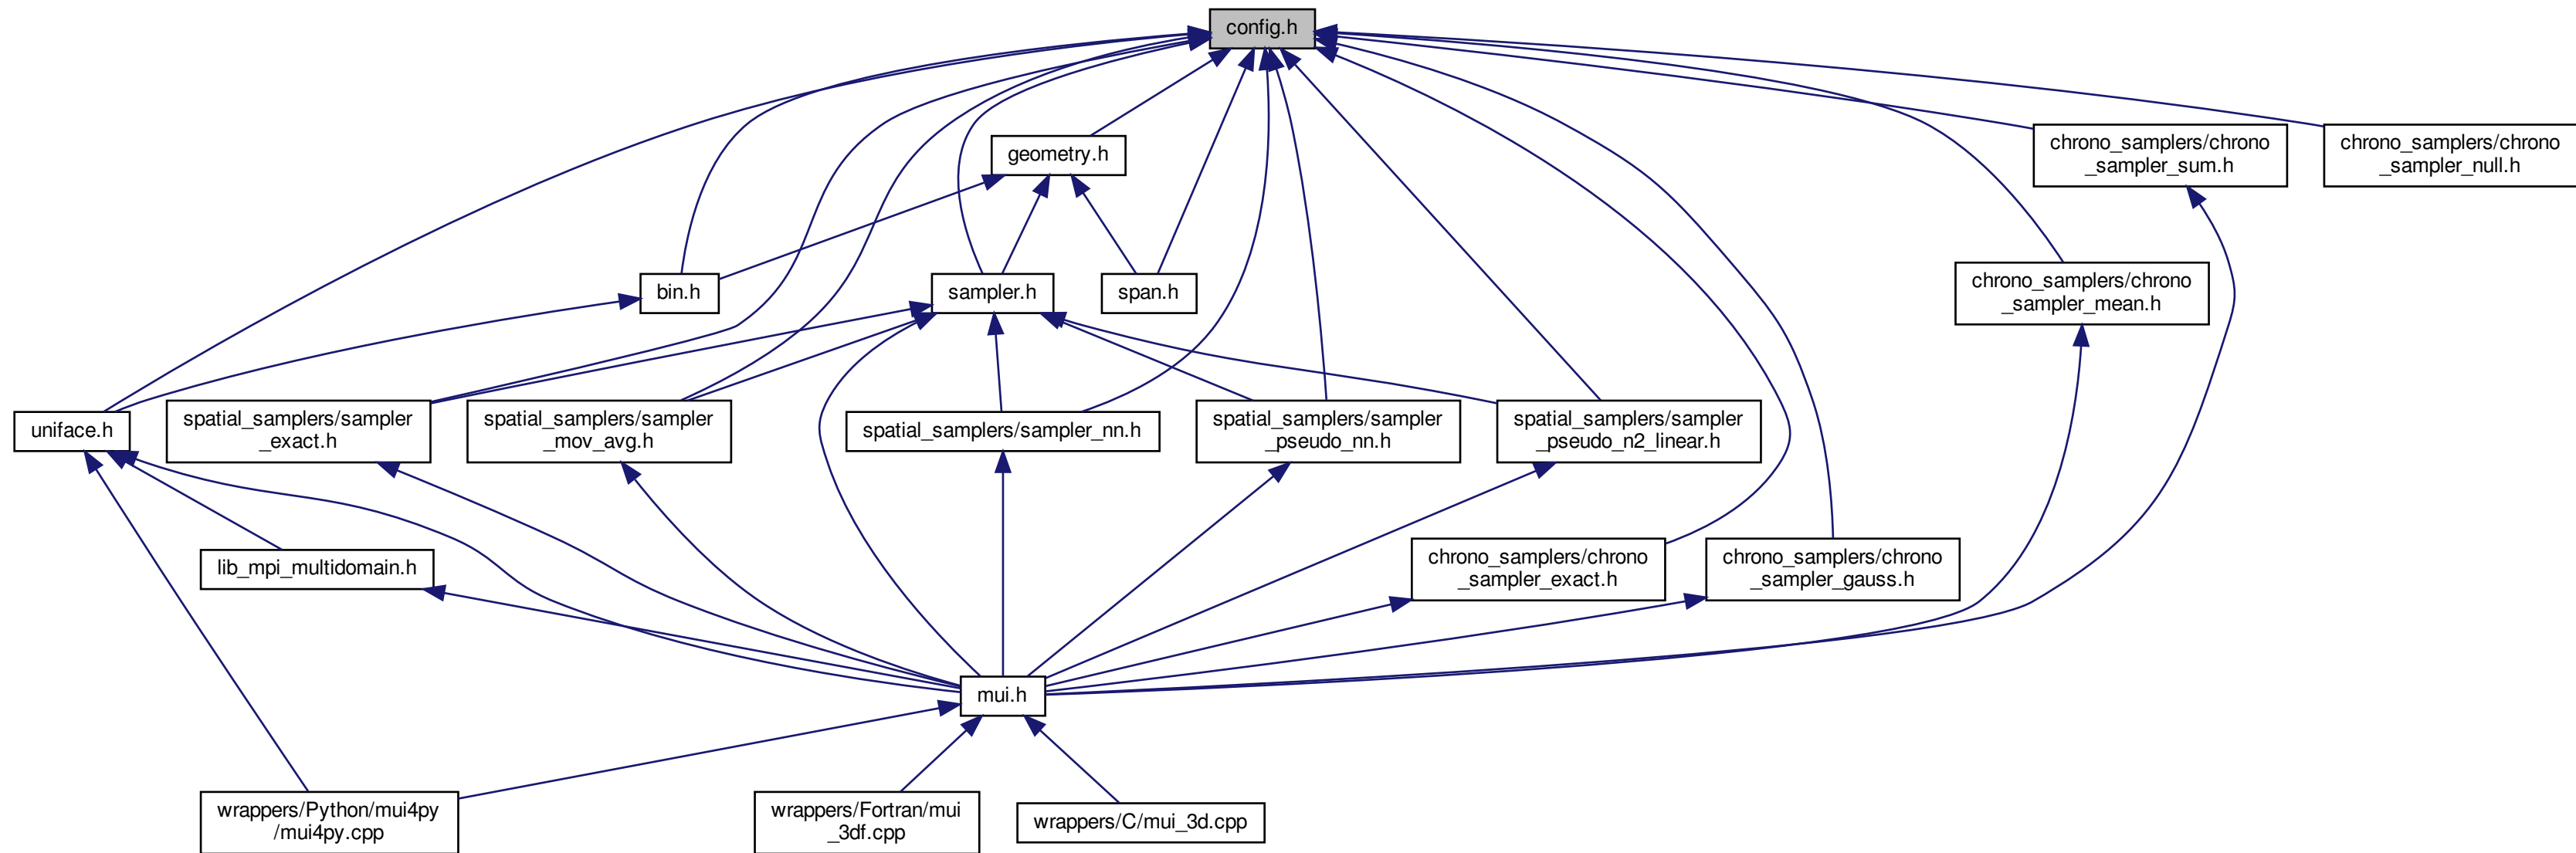 config.h
geometry.h
chrono_samplers/chrono
_sampler_sum.h
chrono_samplers/chrono
_sampler_null.h
bin.h
sampler.h
span.h
chrono_samplers/chrono
_sampler_mean.h
uniface.h
spatial_samplers/sampler
_exact.h
spatial_samplers/sampler
_mov_avg.h
spatial_samplers/sampler_nn.h
spatial_samplers/sampler
_pseudo_nn.h
spatial_samplers/sampler
_pseudo_n2_linear.h
lib_mpi_multidomain.h
chrono_samplers/chrono
_sampler_exact.h
chrono_samplers/chrono
_sampler_gauss.h
mui.h
wrappers/Python/mui4py
/mui4py.cpp
wrappers/Fortran/mui
_3df.cpp
wrappers/C/mui_3d.cpp